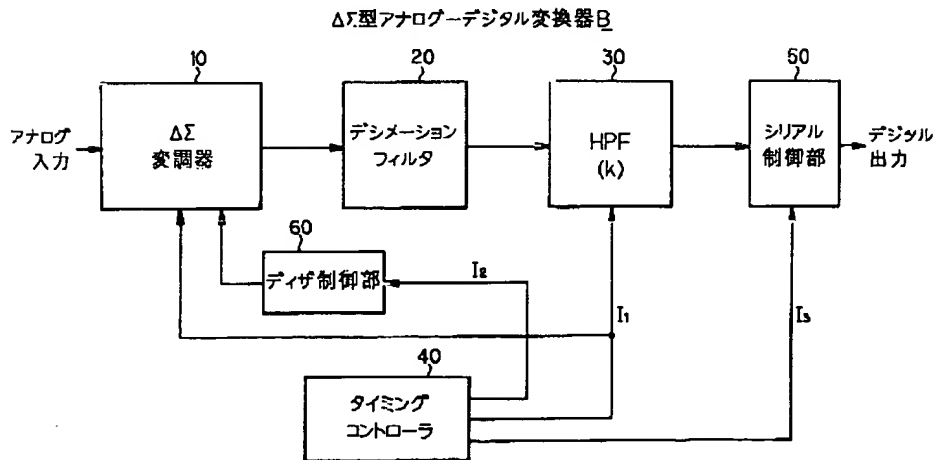 ΔΣ型アナログーデジタル変換器B
10
20
30
50
アナログ
入力
ΔΣ
変調器
デシメーション
フィルタ
HPF
(k)
シリアル
制御部
デジタル
出力
60
ディザ制御部
I2
I1
I3
40
タイミング
コントローラ